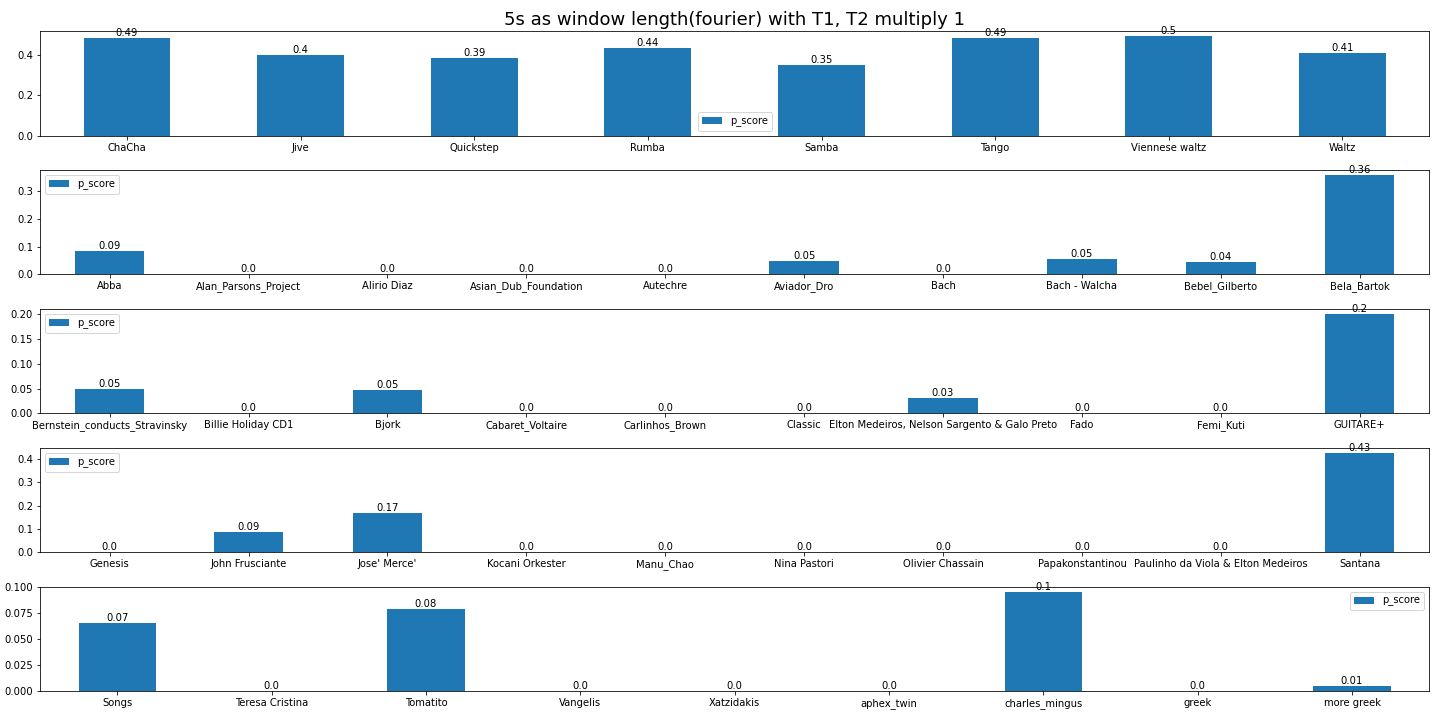 5s as window length(fourier) with T1, T2 multiply 1
0.49 0.4 0.39 0.44 0.35 0.49 0.5 0.41
0.4
0.2
0.0
p_score
ChaCha Jive Quickstep Rumba Samba Tango Viennese waltz Waltz
p_score
0.3
0.2
0.1
0.0
0.09 0.0 0.0 0.0 0.0 0.05 0.0 0.05 0.04 0.36
Abba Alan_Parsons_Project Alirio Diaz Asian_Dub_Foundation Autechre Aviador_Dro Bach Bach - Walcha Bebel_Gilberto Bela_Bartok
p_score
0.20
0.15
0.10
0.05
0.00
0.05 0.0 0.05 0.0 0.0 0.0 0.03 0.0 0.0 0.2
Bernstein_conducts_Stravinsky Billie Holiday CD1 Bjork Cabaret_Voltaire Carlinhos_Brown Classic Elton Medeiros, Nelson Sargento & Galo Preto Fado Femi_Kuti GUITARE+
p_score
0.4
0.3
0.2
0.1
0.0
0.0 0.09 0.17 0.0 0.0 0.0 0.0 0.0 0.0 0.43
Genesis John Frusciante Jose' Merce' Kocani Orkester Manu_Chao Nina Pastori Olivier Chassain Papakonstantinou Paulinho da Viola & Elton Medeiros Santana
p_score
0.100
0.075
0.050
0.025
0.000
0.07 0.0 0.08 0.0 0.0 0.0 0.1 0.0 0.01
Songs Teresa Cristina Tomatito Vangelis Xatzidakis aphex_twin charles_mingus greek more greek